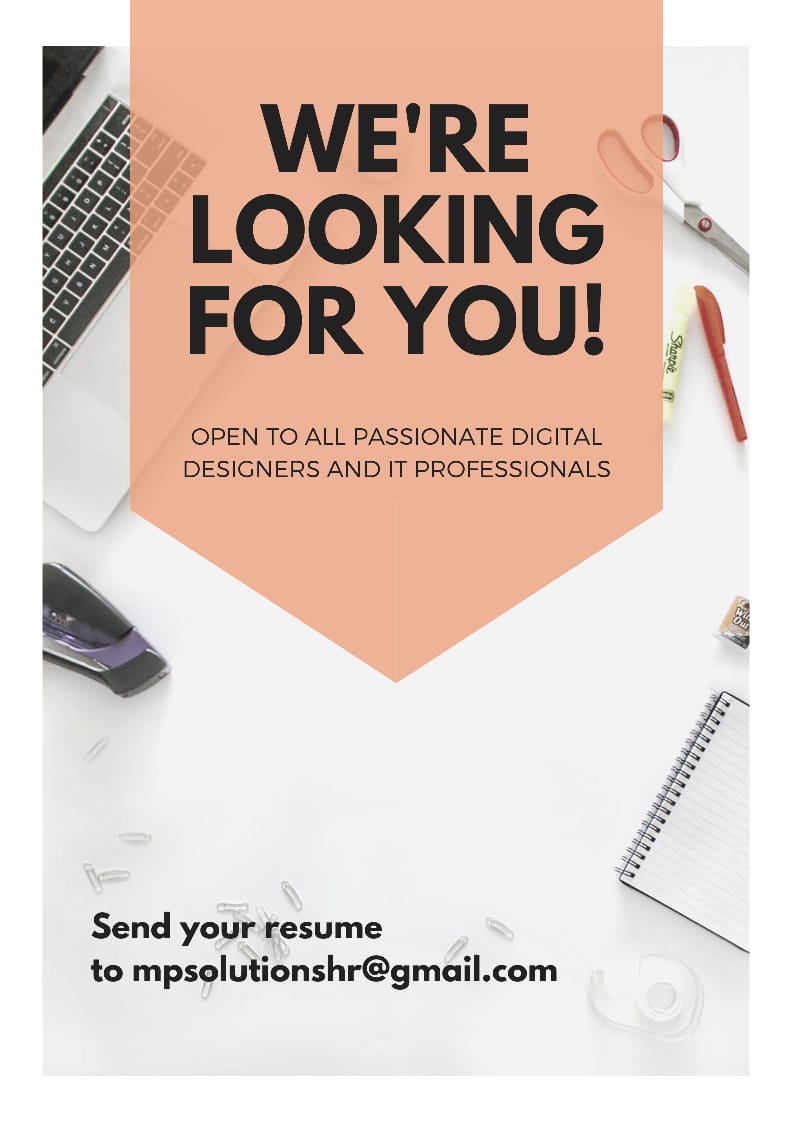 WE'RE
LOOKING
FOR YOU!
OPEN TO ALL PASSIONATE DIGITAL
DESIGNERS AND IT PROFESSIONALS
Sharpie
Send your resume
to mpsolutionshr@gmail.com